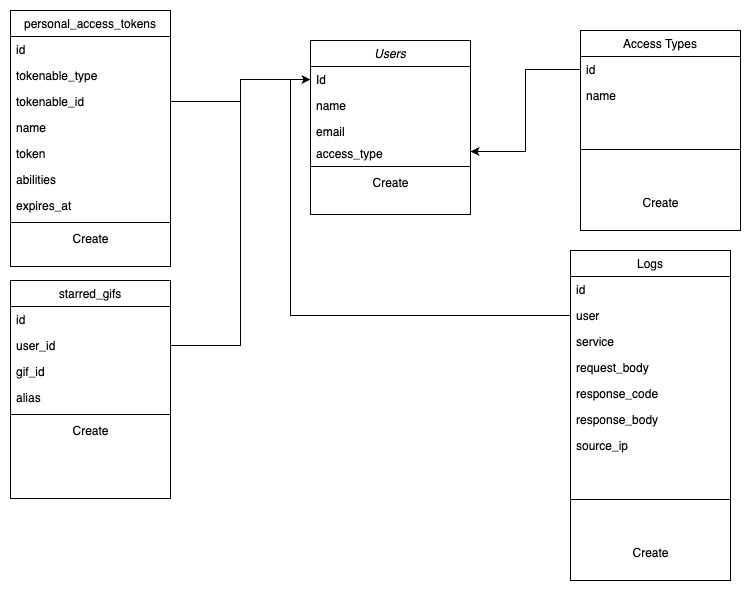 personal_access_tokens
id
tokenable_type
tokenable_id
name
token
abilities
expires_at
Create
starred_gifs
id
user_id
gif_id
alias
Create
Users
Id
name
email
access_type
Create
Access Types
id
name
Create
Logs
id
user
service
request_body
response_code
response_body
source_ip
Create